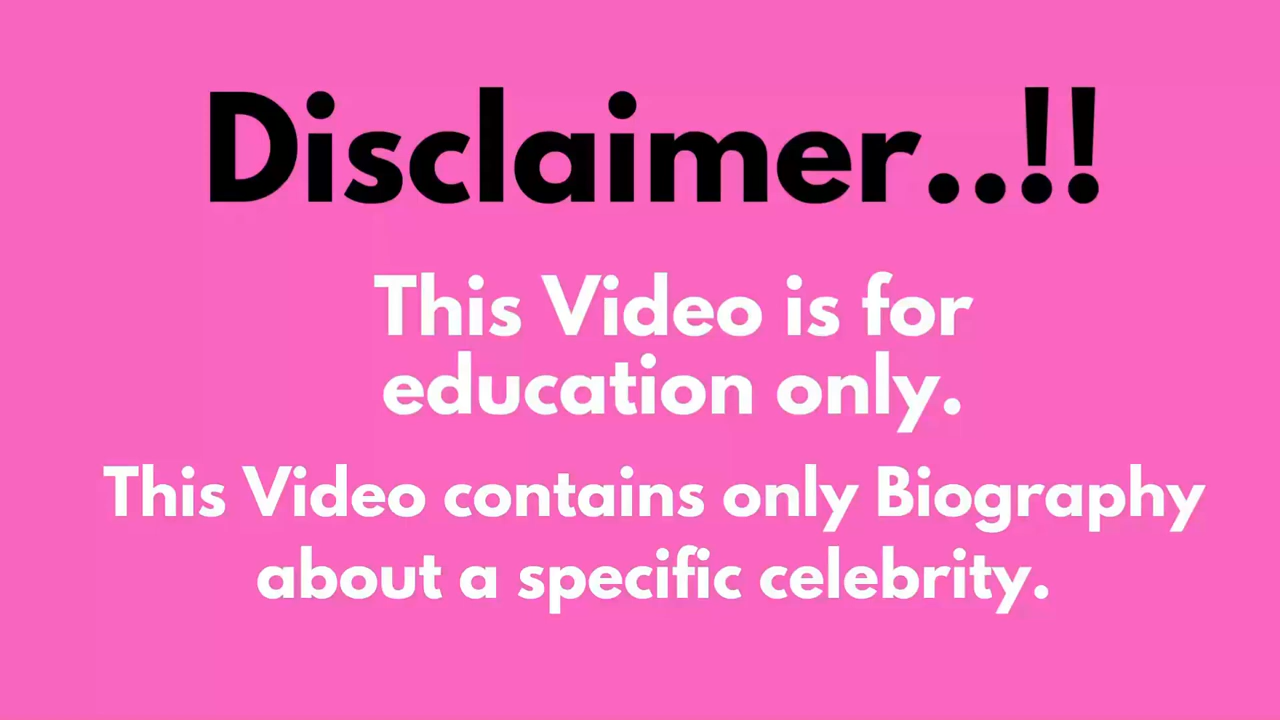 Disclaimer..!!
This Video is for
education only.
This Video contains only Biography
about a specific celebrity.